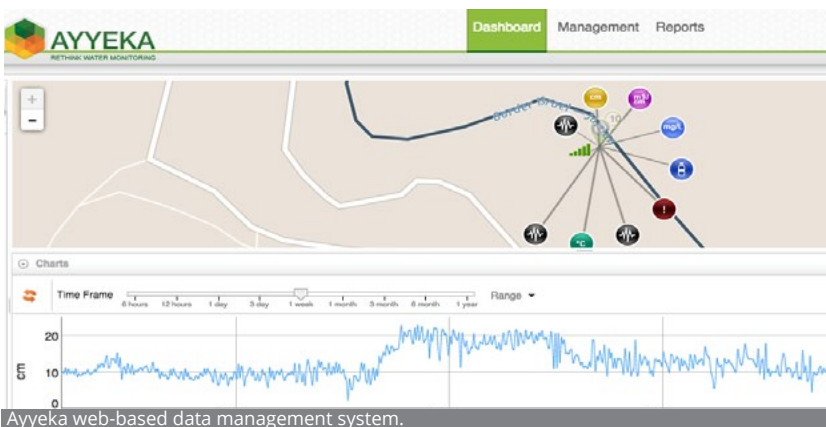 AYYEKA
RETHINK WATER MONITORING
Dashboard Management Reports
+
-
cm
mg/l
10
!
°C
Charts
Time Frame
6 hours 12 hours 1 day 3 day 1 week 1 month 3 month 6 month 1 year
Range
20
10
0
cm
Ayyeka web-based data management system.